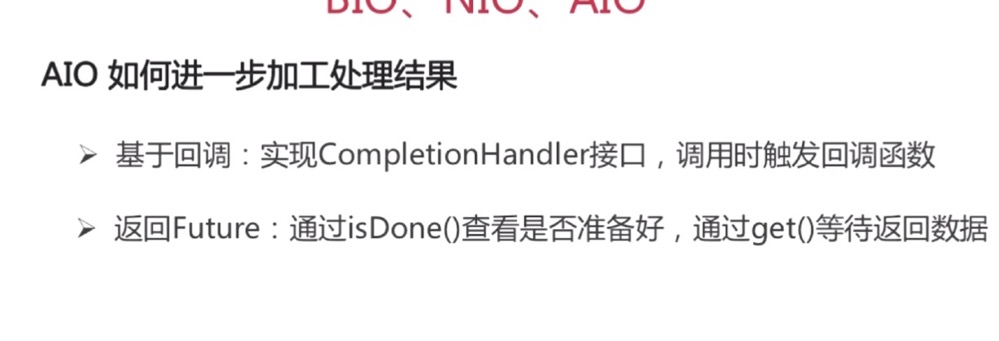 BIO、NIO、AIO
AIO 如何进一步加工处理结果
➢ 基于回调：实现CompletionHandler接口，调用时触发回调函数
➢ 返回Future：通过isDone()查看是否准备好，通过get()等待返回数据